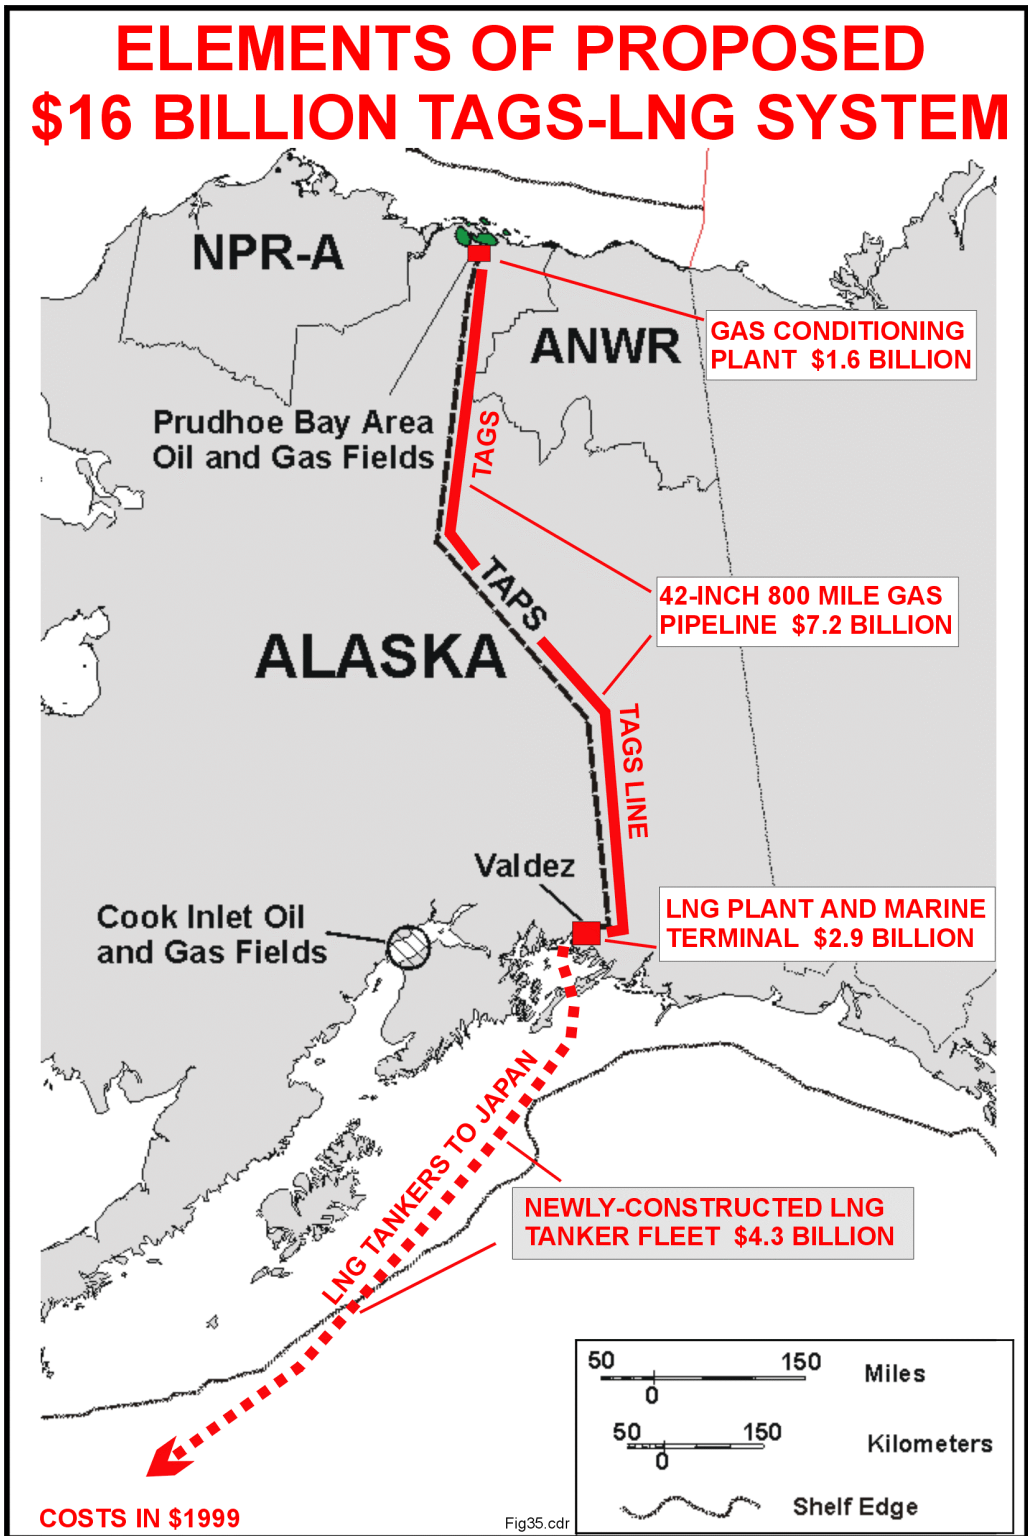 ELEMENTS OF PROPOSED
$16 BILLION TAGS-LNG SYSTEM
NPR-A
ANWR
GAS CONDITIONING
PLANT $1.6 BILLION
Prudhoe Bay Area
Oil and Gas Fields
TAGS
TAPS
42-INCH 800 MILE GAS
PIPELINE $7.2 BILLION
ALASKA
TAGS LINE
Valdez
LNG PLANT AND MARINE
TERMINAL $2.9 BILLION
Cook Inlet Oil
and Gas Fields
LNG TANKERS TO JAPAN
NEWLY-CONSTRUCTED LNG
TANKER FLEET $4.3 BILLION
50 150
0
Miles
50 150
0
Kilometers
Shelf Edge
COSTS IN $1999
Fig35.cdr